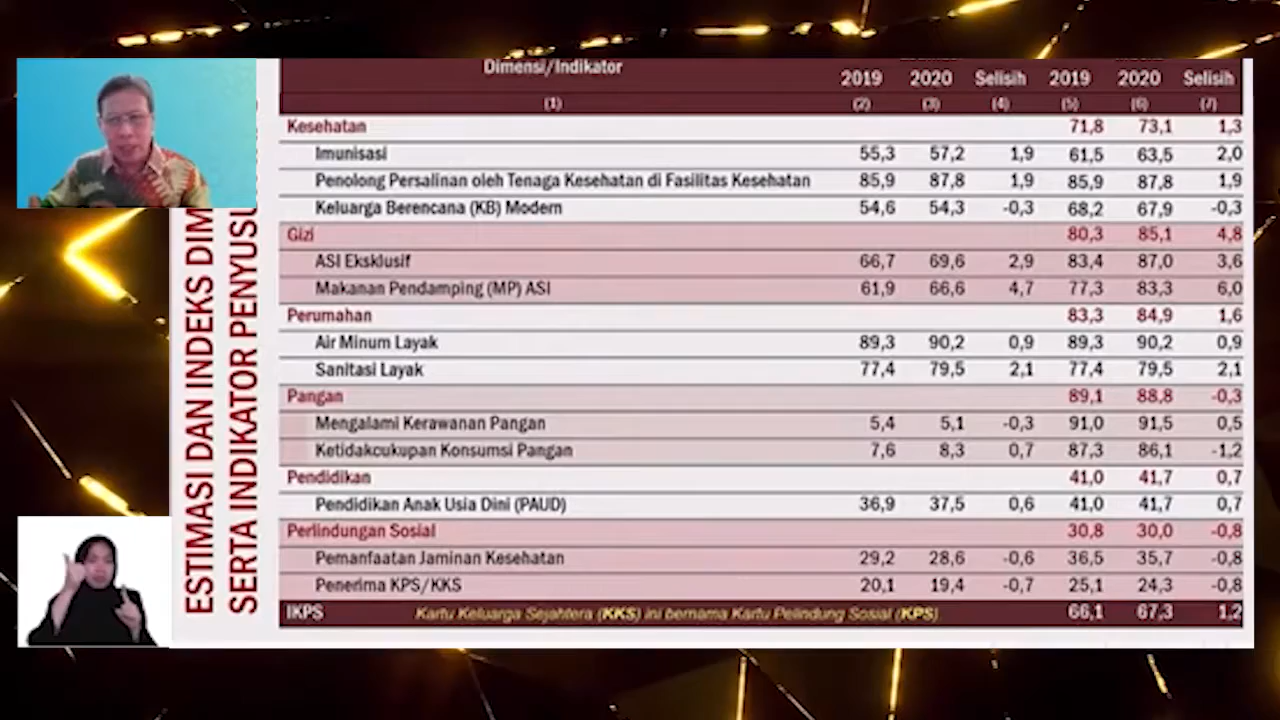 ESTIMASI DAN INDEKS DIM
SERTA INDIKATOR PENYUSU
Dimensi/Indikator 2019 2020 Selisih 2019 2020 Selisih
(1) (2) (3) (4) (5) (6) (7)
Kesehatan 71,8 73,1 1,3
Imunisasi 55,3 57,2 1,9 61,5 63,5 2,0
Penolong Persalinan oleh Tenaga Kesehatan di Fasilitas Kesehatan 85,9 87,8 1,9 85,9 87,8 1,9
Keluarga Berencana (KB) Modern 54,6 54,3 -0,3 68,2 67,9 -0,3
Gizi 80,3 85,1 4,8
ASI Eksklusif 66,7 69,6 2,9 83,4 87,0 3,6
Makanan Pendamping (MP) ASI 61,9 66,6 4,7 77,3 83,3 6,0
Perumahan 83,3 84,9 1,6
Air Minum Layak 89,3 90,2 0,9 89,3 90,2 0,9
Sanitasi Layak 77,4 79,5 2,1 77,4 79,5 2,1
Pangan 89,1 88,8 -0,3
Mengalami Kerawanan Pangan 5,4 5,1 -0,3 91,0 91,5 0,5
Ketidakcukupan Konsumsi Pangan 7,6 8,3 0,7 87,3 86,1 -1,2
Pendidikan 41,0 41,7 0,7
Pendidikan Anak Usia Dini (PAUD) 36,9 37,5 0,6 41,0 41,7 0,7
Perlindungan Sosial 30,8 30,0 -0,8
Pemanfaatan Jaminan Kesehatan 29,2 28,6 -0,6 36,5 35,7 -0,8
Penerima KPS/KKS 20,1 19,4 -0,7 25,1 24,3 -0,8
IKPS Kartu Keluarga Sejahtera (KKS) ini bernama Kartu Pelindung Sosial (KPS) 66,1 67,3 1,2